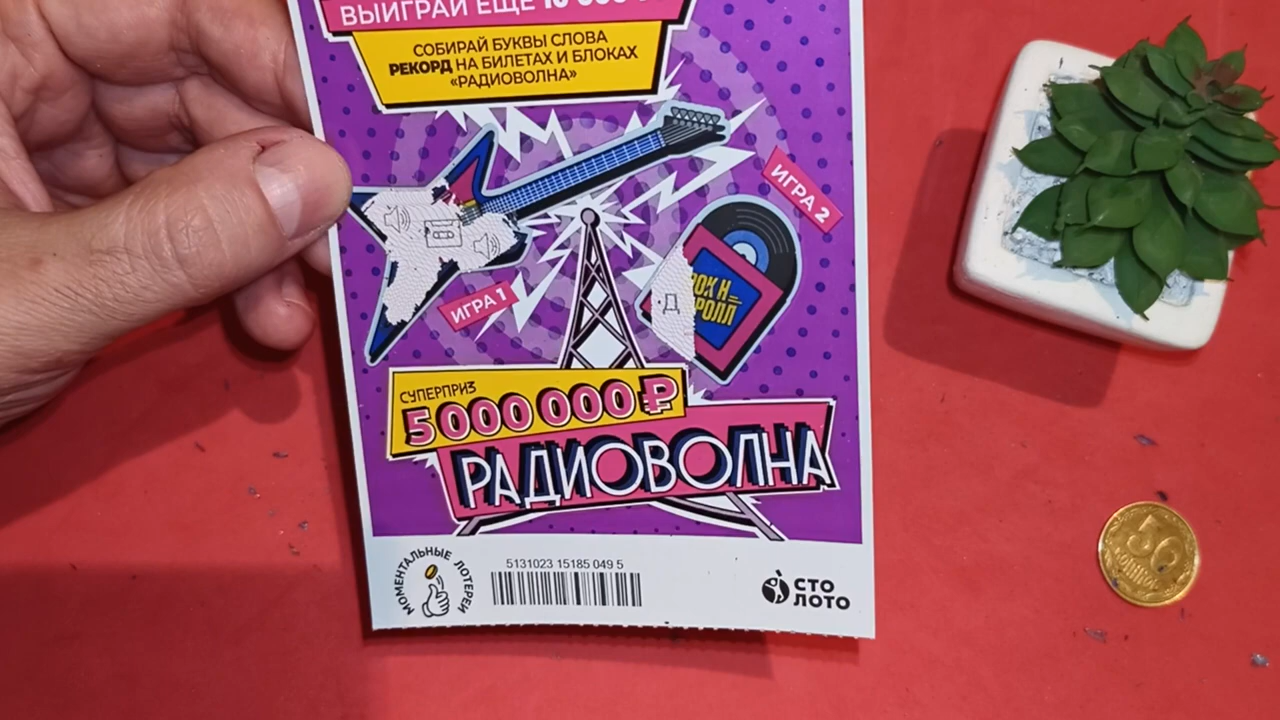 ВЫИГРАЙ ЕЩЕ
СОБИРАЙ БУКВЫ СЛОВА
РЕКОРД НА БИЛЕТАХ И БЛОКАХ
«РАДИОВОЛНА»
ИГРА 2
ИГРА 1
Д
СУПЕРПРИЗ
5 000 000 ₽
РАДИОВОЛНА
МОМЕНТАЛЬНЫЕ ЛОТЕРЕИ
5131023 15185 049 5
СТО
ЛОТО
50